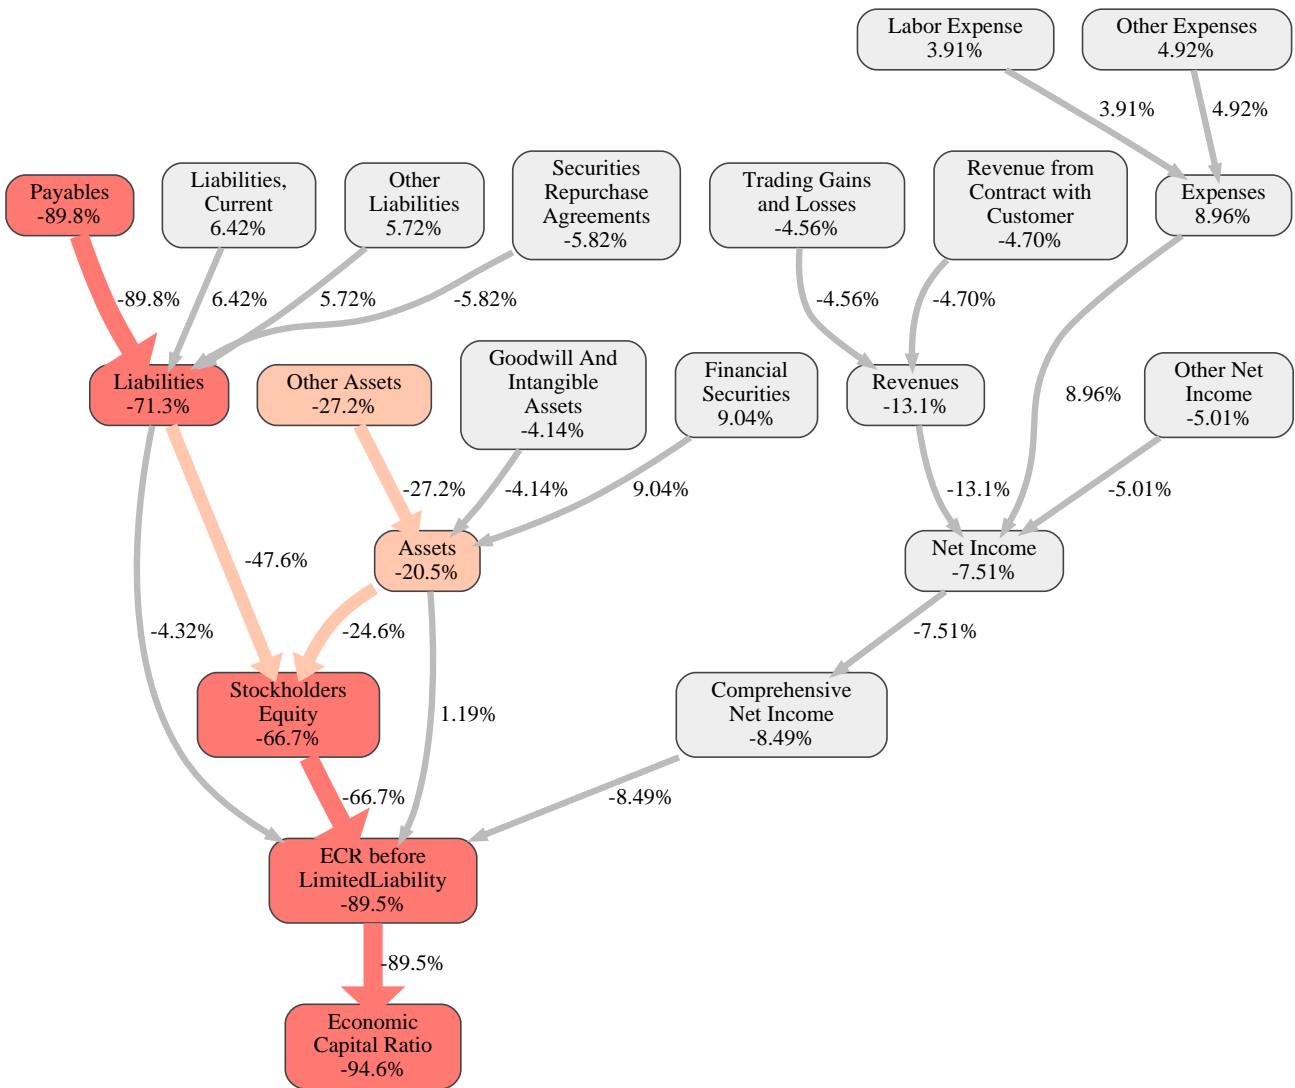 Labor Expense
3.91%
Other Expenses
4.92%
3.91%
4.92%
Payables
-89.8%
Liabilities,
Current
6.42%
Other
Liabilities
5.72%
Securities
Repurchase
Agreements
-5.82%
Trading Gains
and Losses
-4.56%
Revenue from
Contract with
Customer
-4.70%
Expenses
8.96%
-89.8%
6.42%
5.72%
-5.82%
-4.56%
-4.70%
8.96%
Liabilities
-71.3%
Other Assets
-27.2%
Goodwill And
Intangible
Assets
-4.14%
Financial
Securities
9.04%
Revenues
-13.1%
Other Net
Income
-5.01%
-27.2%
-4.14%
9.04%
-13.1%
-5.01%
-47.6%
Assets
-20.5%
Net Income
-7.51%
-4.32%
-24.6%
-7.51%
Stockholders
Equity
-66.7%
1.19%
Comprehensive
Net Income
-8.49%
-66.7%
-8.49%
ECR before
LimitedLiability
-89.5%
-89.5%
Economic
Capital Ratio
-94.6%